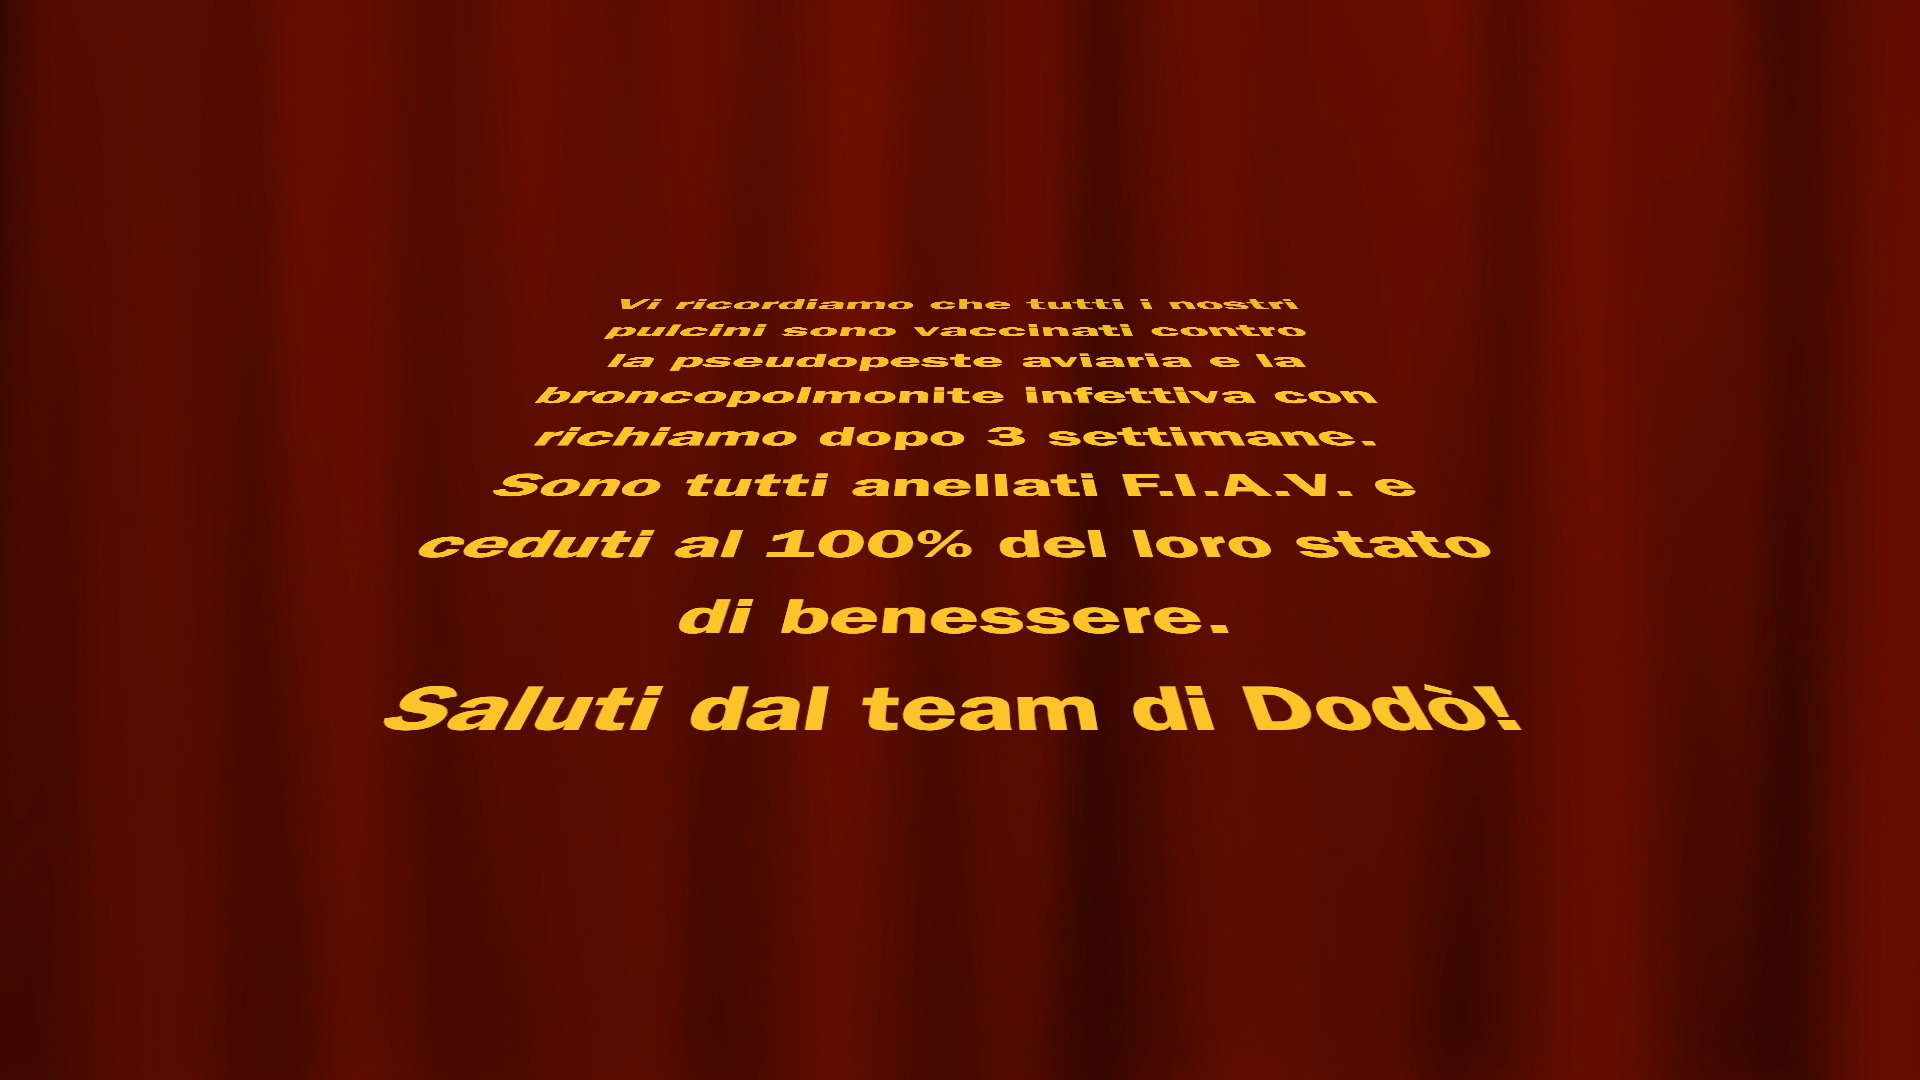 Vi ricordiamo che tutti i nostri
pulcini sono vaccinati contro
la pseudopeste aviaria e la
broncopolmonite infettiva con
richiamo dopo 3 settimane.
Sono tutti anellati F.I.A.V. e
ceduti al 100% del loro stato
di benessere.
Saluti dal team di Dodò!